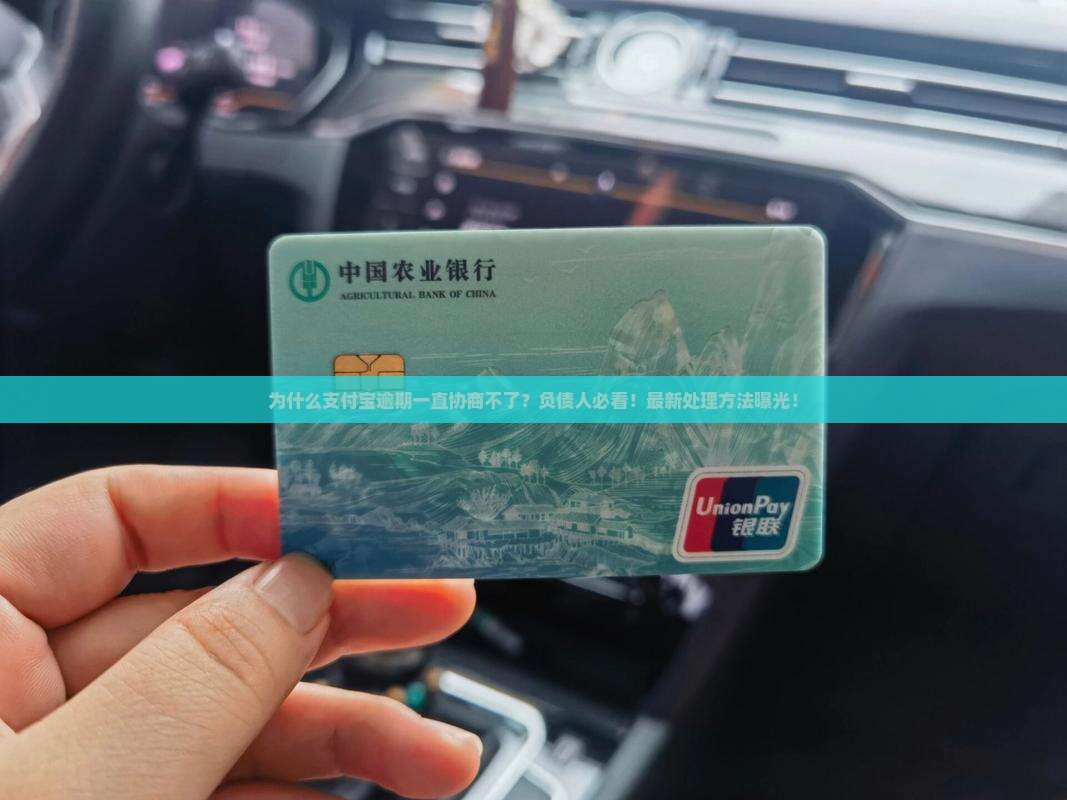 中国农业银行
AGRICULTURAL BANK OF CHINA
为什么支付宝逾期一直协商不了？负债人必看！最新处理方法曝光！
UnionPay
银联